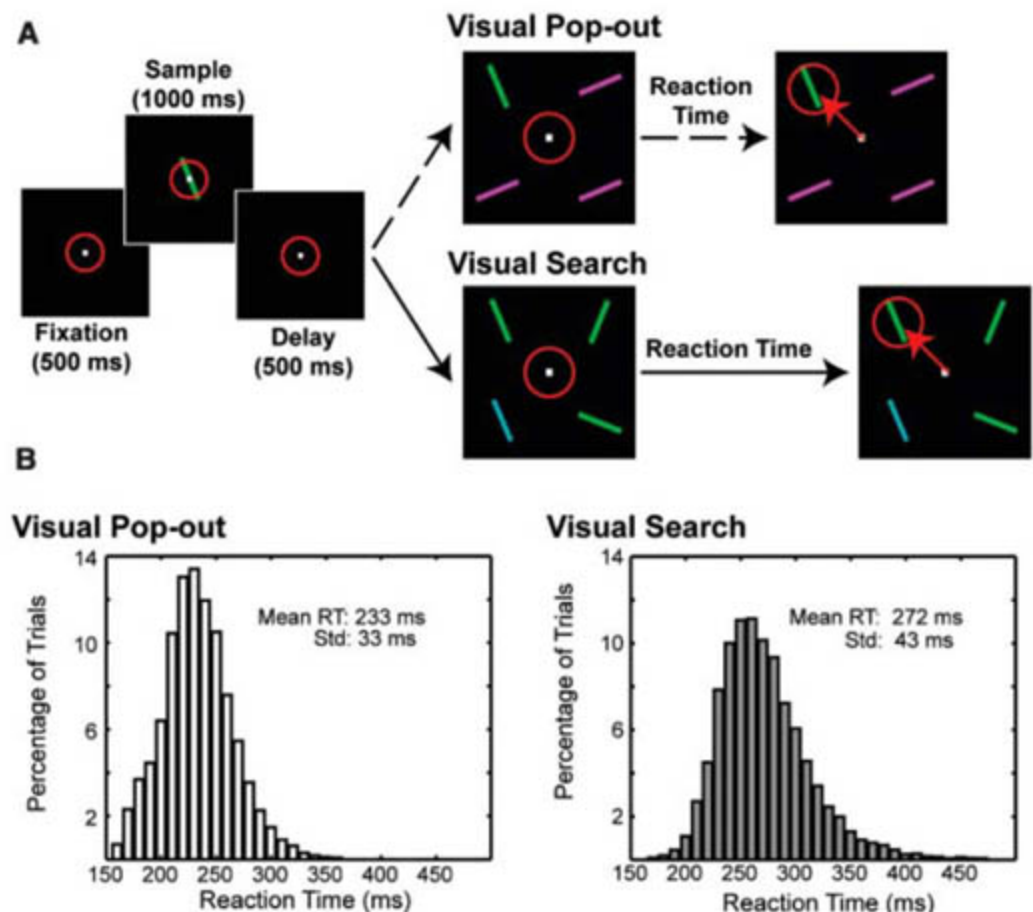 A
Sample
(1000 ms)
Fixation
(500 ms)
Delay
(500 ms)
Visual Pop-out
Reaction
Time
Visual Search
Reaction Time
B
Visual Pop-out
Percentage of Trials
14
10
6
2
Mean RT: 233 ms
Std: 33 ms
150 200 250 300 350 400 450
Reaction Time (ms)
Visual Search
Percentage of Trials
14
10
6
2
Mean RT: 272 ms
Std: 43 ms
150 200 250 300 350 400 450
Reaction Time (ms)